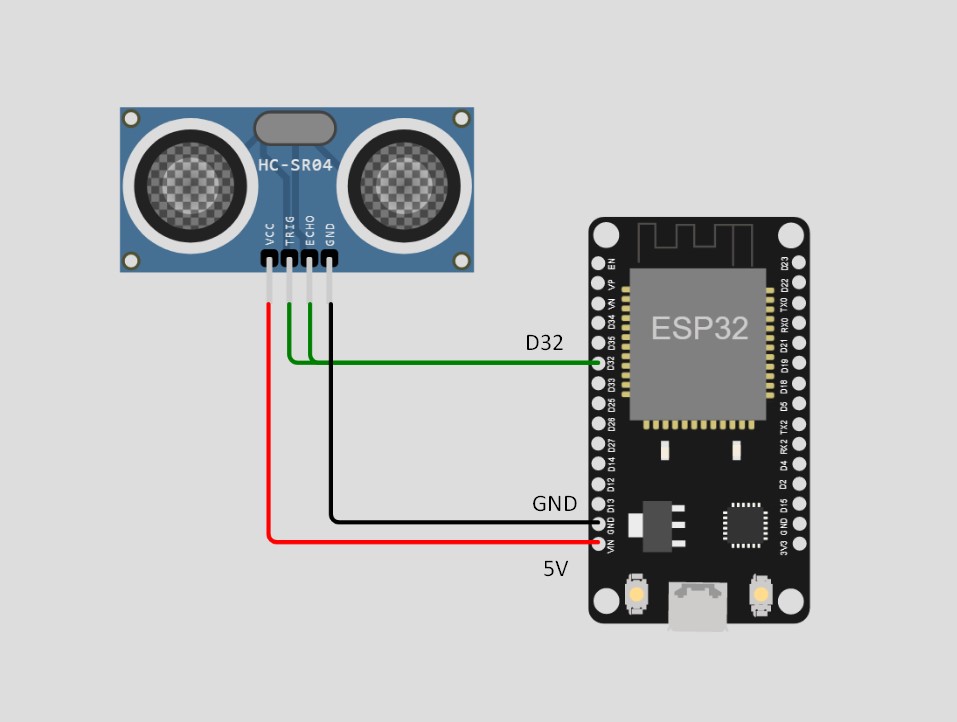 HC-SR04
VCC
TRIG
ECHO
GND
D32
GND
5V
ESP32
EN
VP
VN
D34
D35
D32
D33
D25
D26
D27
D14
D12
D13
GND
VIN
D23
D22
TX0
RX0
D21
D19
D18
D5
TX2
RX2
D4
D2
D15
GND
3V3